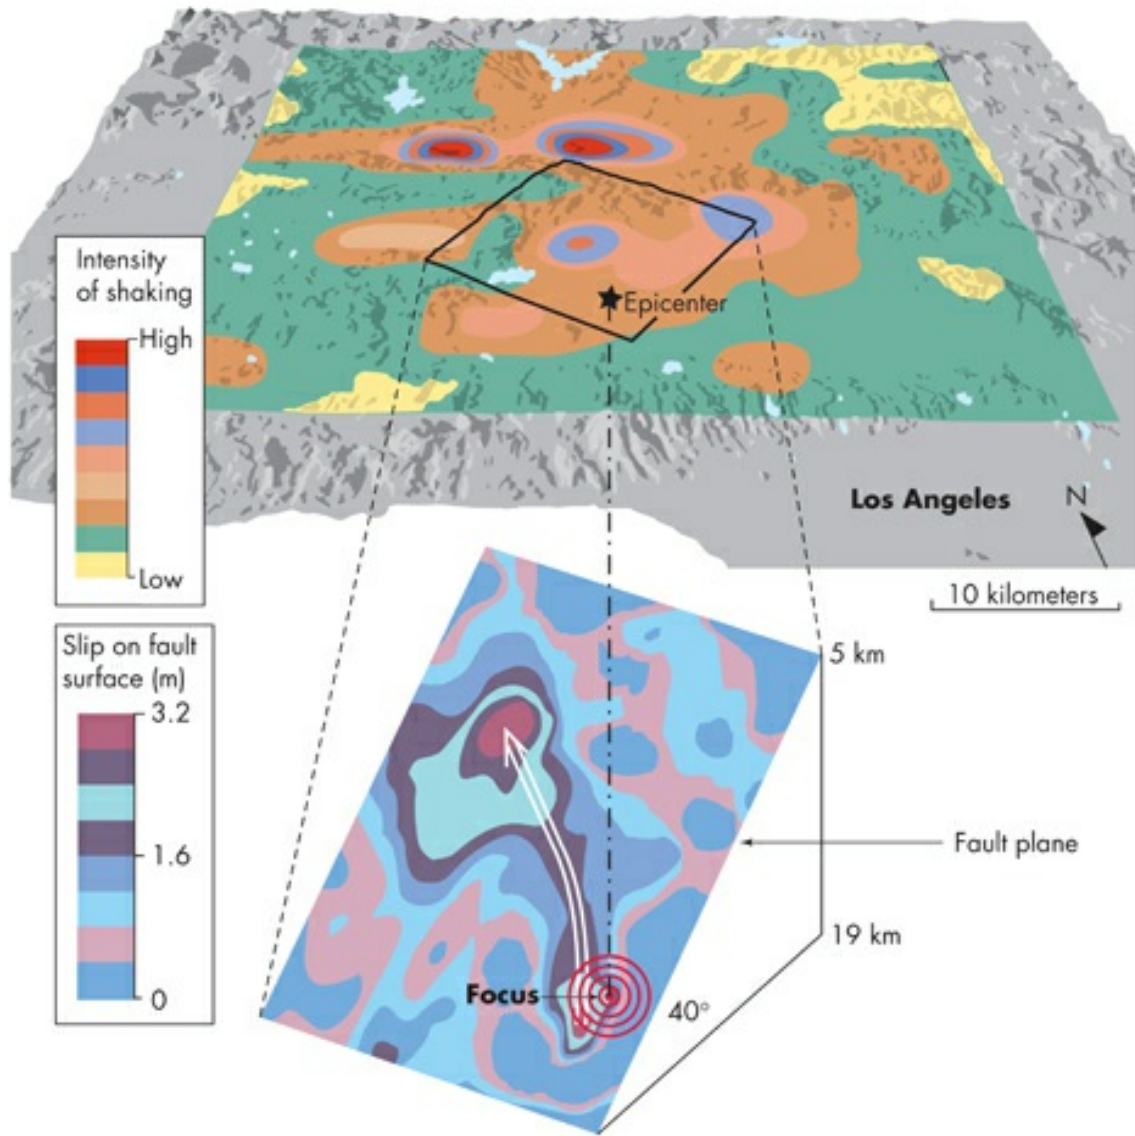 Intensity
of shaking
High
Low
Epicenter
Los Angeles
N
10 kilometers
Slip on fault
surface (m)
3.2
1.6
0
5 km
Fault plane
19 km
Focus
40°